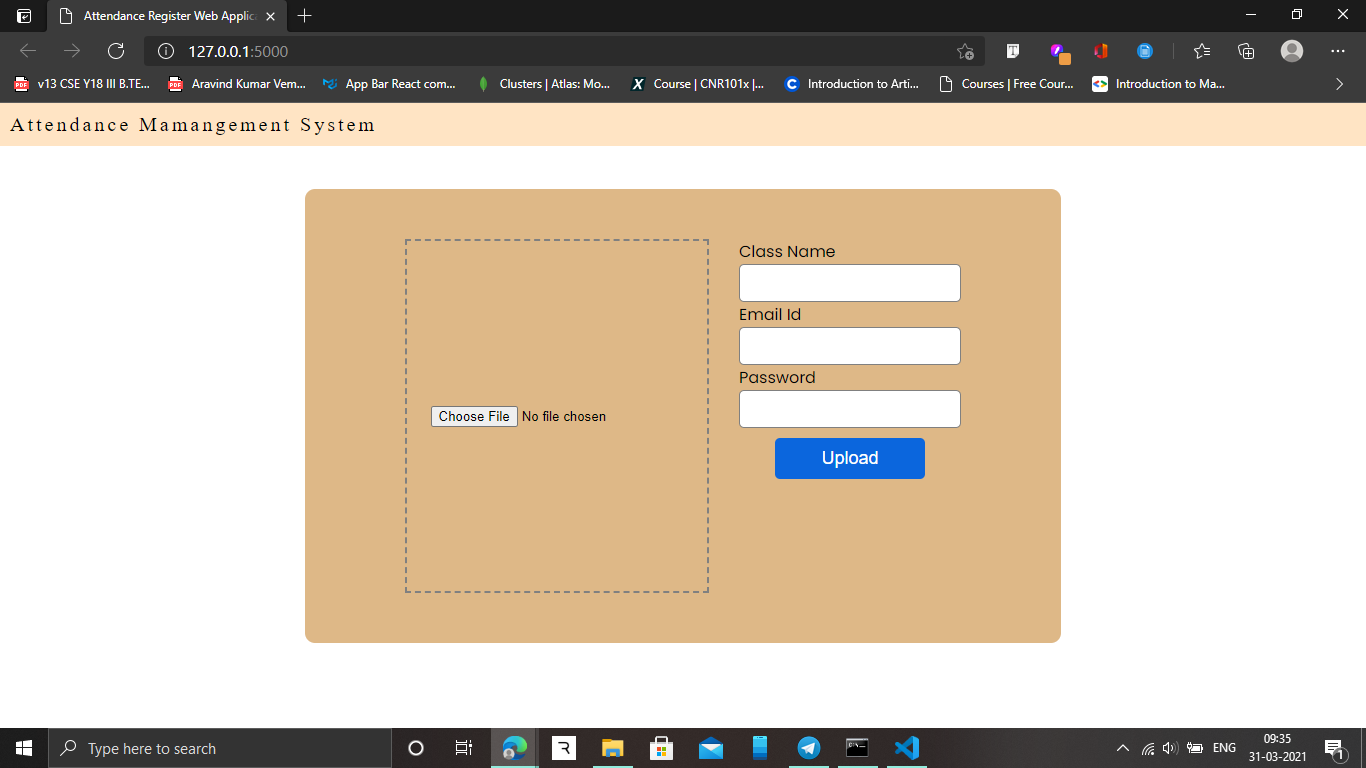 Attendance Register Web Applic
127.0.0.1:5000
v13 CSE Y18 III B.TE... Aravind Kumar Vem... App Bar React com... Clusters | Atlas: Mo... Course | CNR101x |... Introduction to Arti... Courses | Free Cour... Introduction to Ma...
Attendance Mamangement System
Class Name
Email Id
Password
Choose File No file chosen
Upload
Type here to search
ENG
09:35
31-03-2021
1